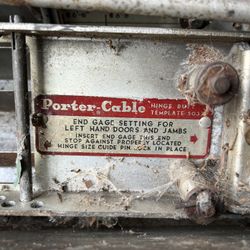 Porter-Cable HINGE BUTT
TEMPLATE
END GAGE SETTING FOR
LEFT HAND DOORS AND JAMBS
INSERT END GAGE THIS END
STOP AGAINST PROPERLY LOCATED
HINGE SIZE GUIDE PIN LOCK IN PLACE